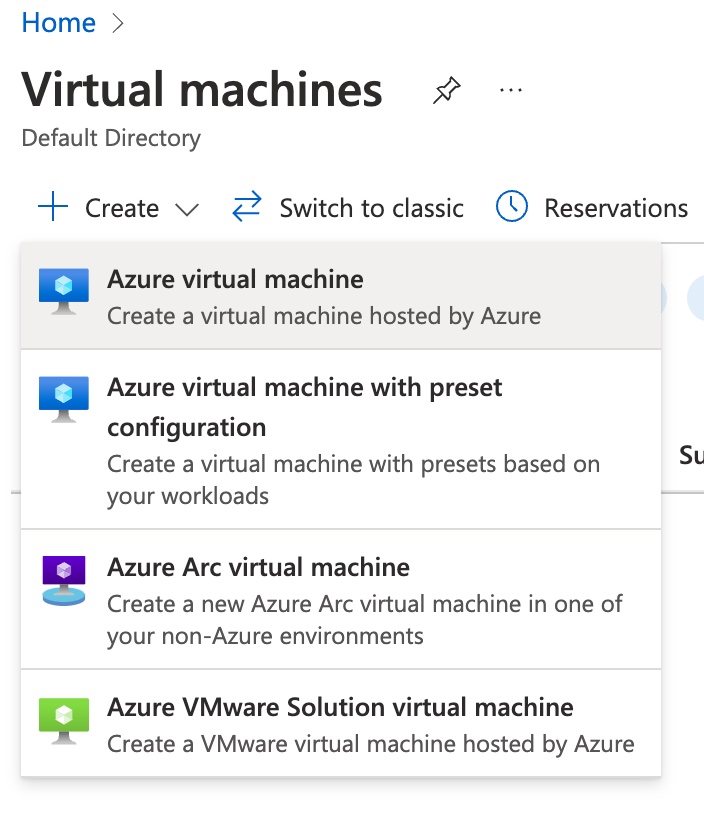 Home
Virtual machines
Default Directory
Create
Switch to classic
Reservations
Azure virtual machine
Create a virtual machine hosted by Azure
Azure virtual machine with preset
configuration
Create a virtual machine with presets based on
your workloads
Su
Azure Arc virtual machine
Create a new Azure Arc virtual machine in one of
your non-Azure environments
Azure VMware Solution virtual machine
Create a VMware virtual machine hosted by Azure